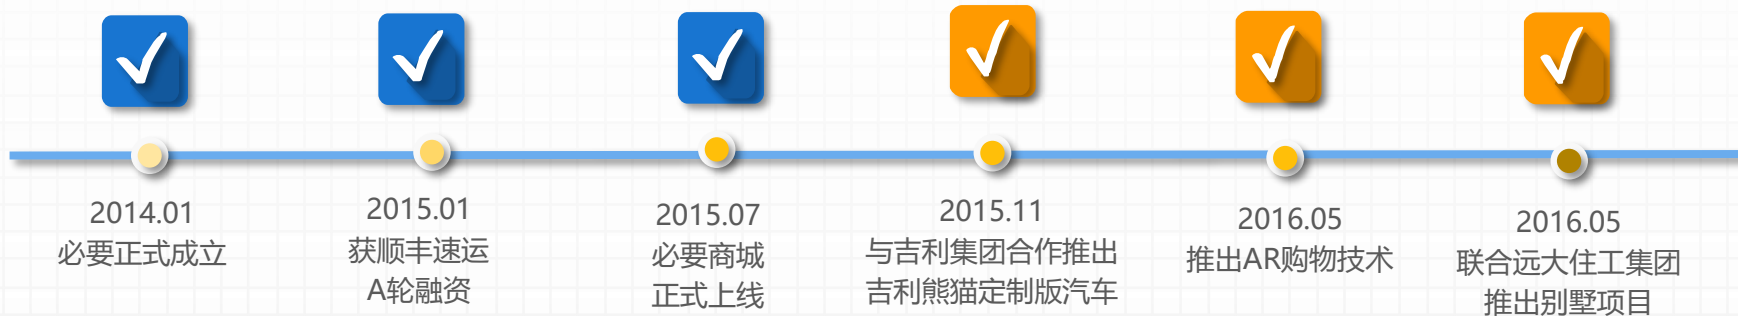 2014.01
必要正式成立
2015.01
获顺丰速运
A轮融资
2015.07
必要商城
正式上线
2015.11
与吉利集团合作推出
吉利熊猫定制版汽车
2016.05
推出AR购物技术
2016.05
联合远大住工集团
推出别墅项目